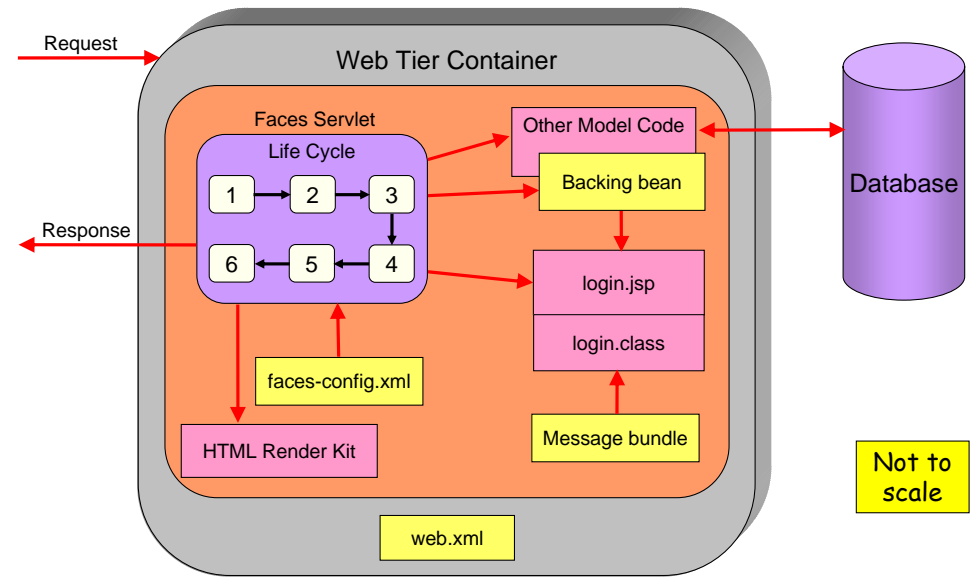 Request
Web Tier Container
Faces Servlet
Life Cycle
1
2
3
6
5
4
Other Model Code
Backing bean
Database
Response
login.jsp
login.class
faces-config.xml
HTML Render Kit
Message bundle
web.xml
Not to
scale